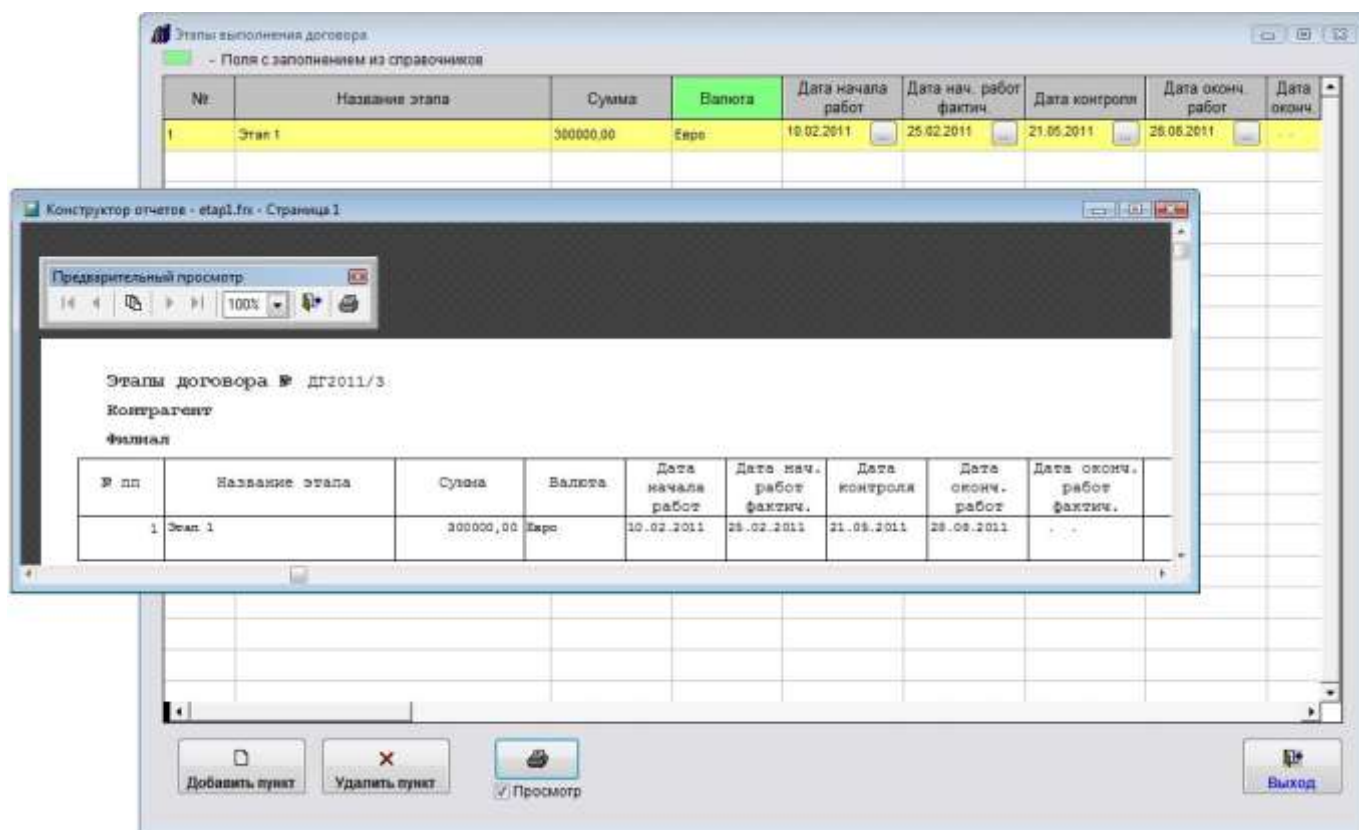 Этапы выполнения договора
- Поля с заполнением из справочников
№ Название этапа Сумма Валюта Дата начала работ Дата нач. работ фактич. Дата контроля Дата оконч. работ Дата оконч.
1 Этап 1 300000,00 Евро 10.02.2011 ... 25.02.2011 ... 21.05.2011 ... 28.08.2011 ... . .
Конструктор отчетов - etap1.frx - Страница 1
Предварительный просмотр
100%
Этапы договора № ДГ2011/3
Контрагент
Филиал
№ пп Название этапа Сумма Валюта Дата начала работ Дата нач. работ фактич. Дата контроля Дата оконч. работ Дата оконч. работ фактич.
1 Этап 1 300000,00 Евро 10.02.2011 25.02.2011 21.05.2011 28.08.2011 . .
Добавить пункт Удалить пункт Просмотр Выход